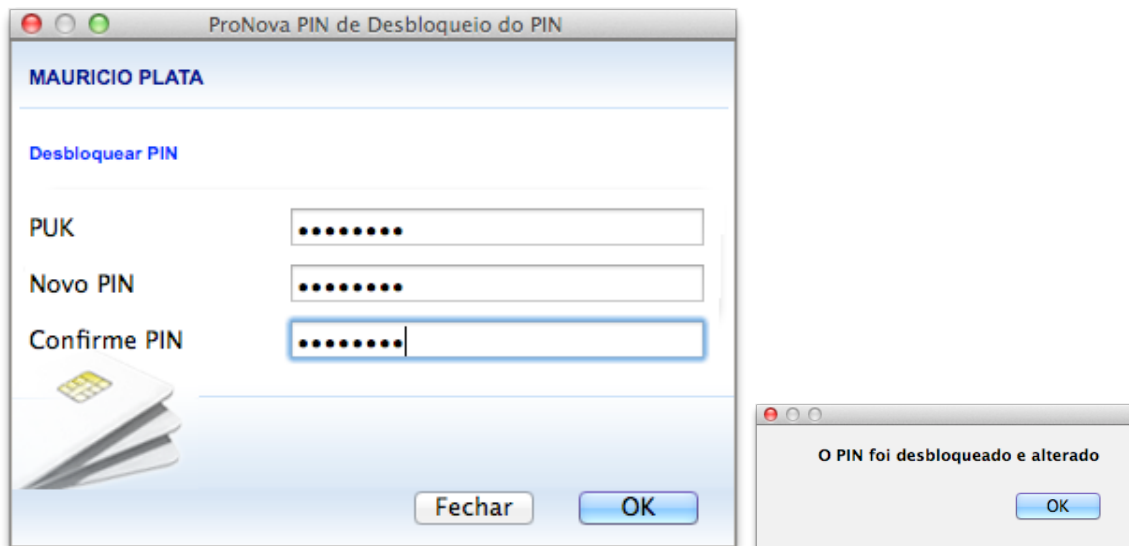 ProNova PIN de Desbloqueio do PIN
MAURICIO PLATA
Desbloquear PIN
PUK ••••••••
Novo PIN ••••••••
Confirme PIN ••••••••
Fechar OK
O PIN foi desbloqueado e alterado
OK